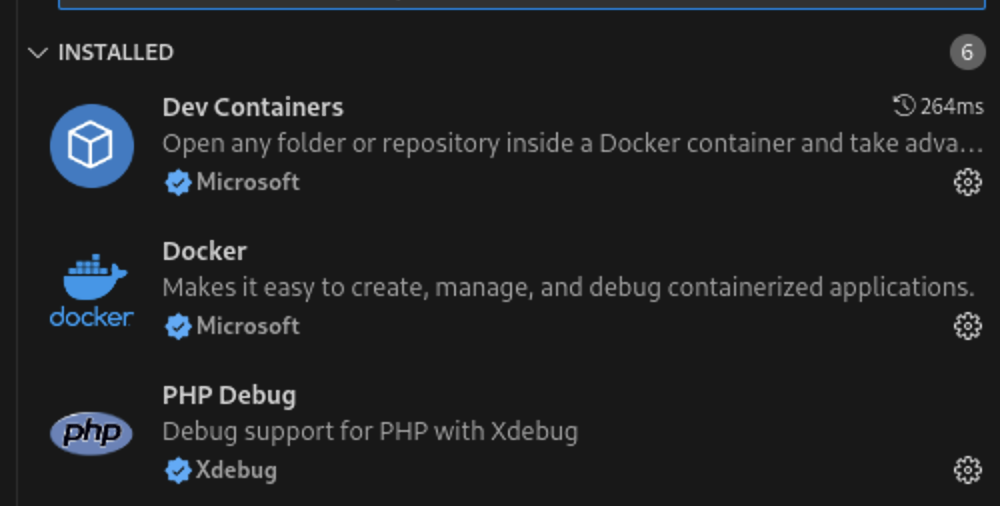 INSTALLED
6
Dev Containers
264ms
Open any folder or repository inside a Docker container and take adva...
Microsoft
Docker
Makes it easy to create, manage, and debug containerized applications.
docker
Microsoft
PHP Debug
php
Debug support for PHP with Xdebug
Xdebug